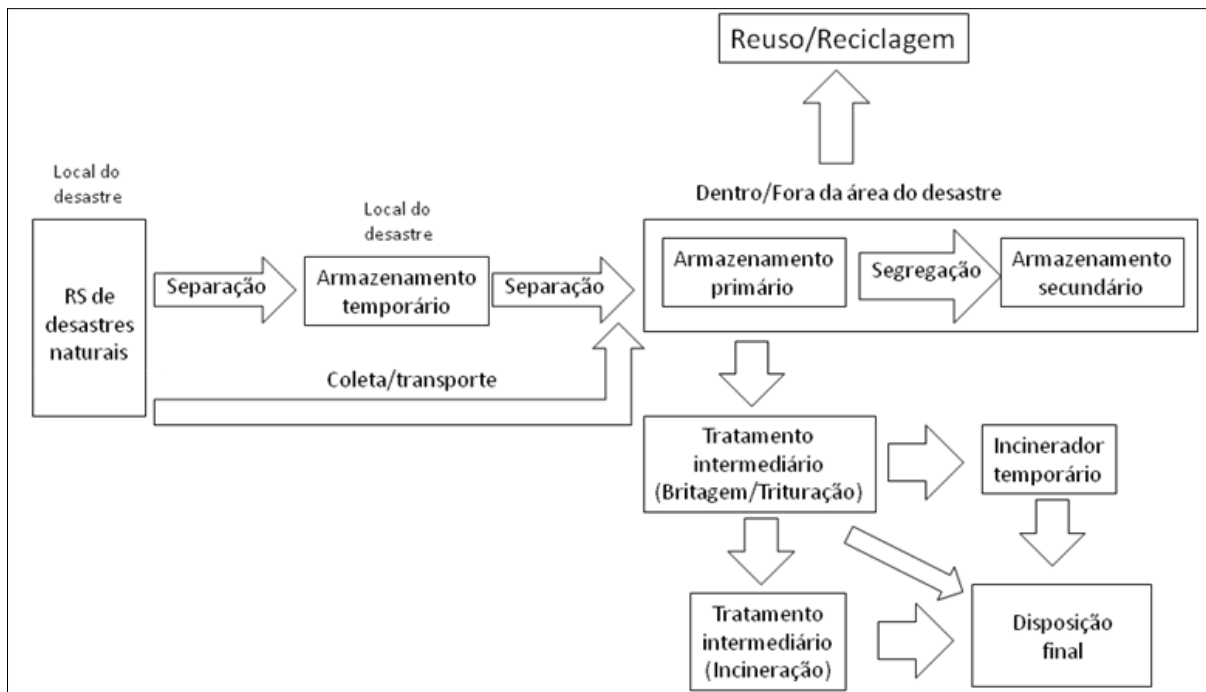 Reuso/Reciclagem
Local do
desastre
Dentro/Fora da área do desastre
Local do
desastre
RS de
desastres
naturais
Separação
Armazenamento
temporário
Separação
Armazenamento
primário
Segregação
Armazenamento
secundário
Coleta/transporte
Tratamento
intermediário
(Britagem/Trituração)
Incinerador
temporário
Tratamento
intermediário
(Incineração)
Disposição
final